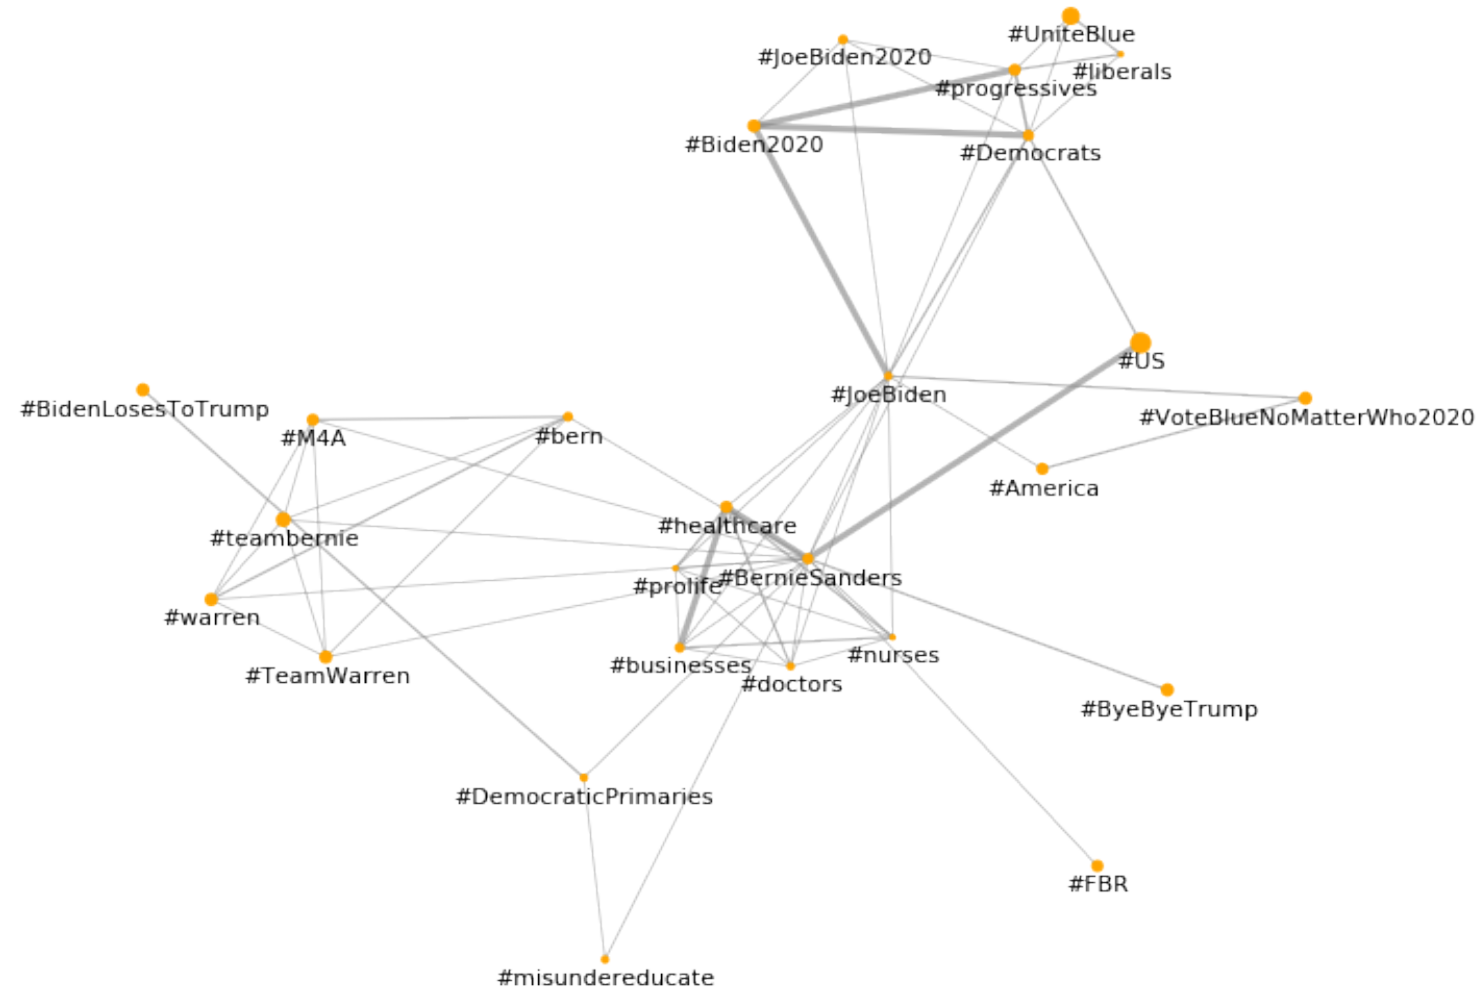 #UniteBlue
#JoeBiden2020
#liberals
#progressives
#Biden2020
#Democrats
#US
#JoeBiden
#BidenLosesToTrump
#VoteBlueNoMatterWho2020
#M4A
#bern
#America
#healthcare
#teambernie
#prolife
#BernieSanders
#warren
#nurses
#businesses
#TeamWarren
#doctors
#ByeByeTrump
#DemocraticPrimaries
#FBR
#misundereducate